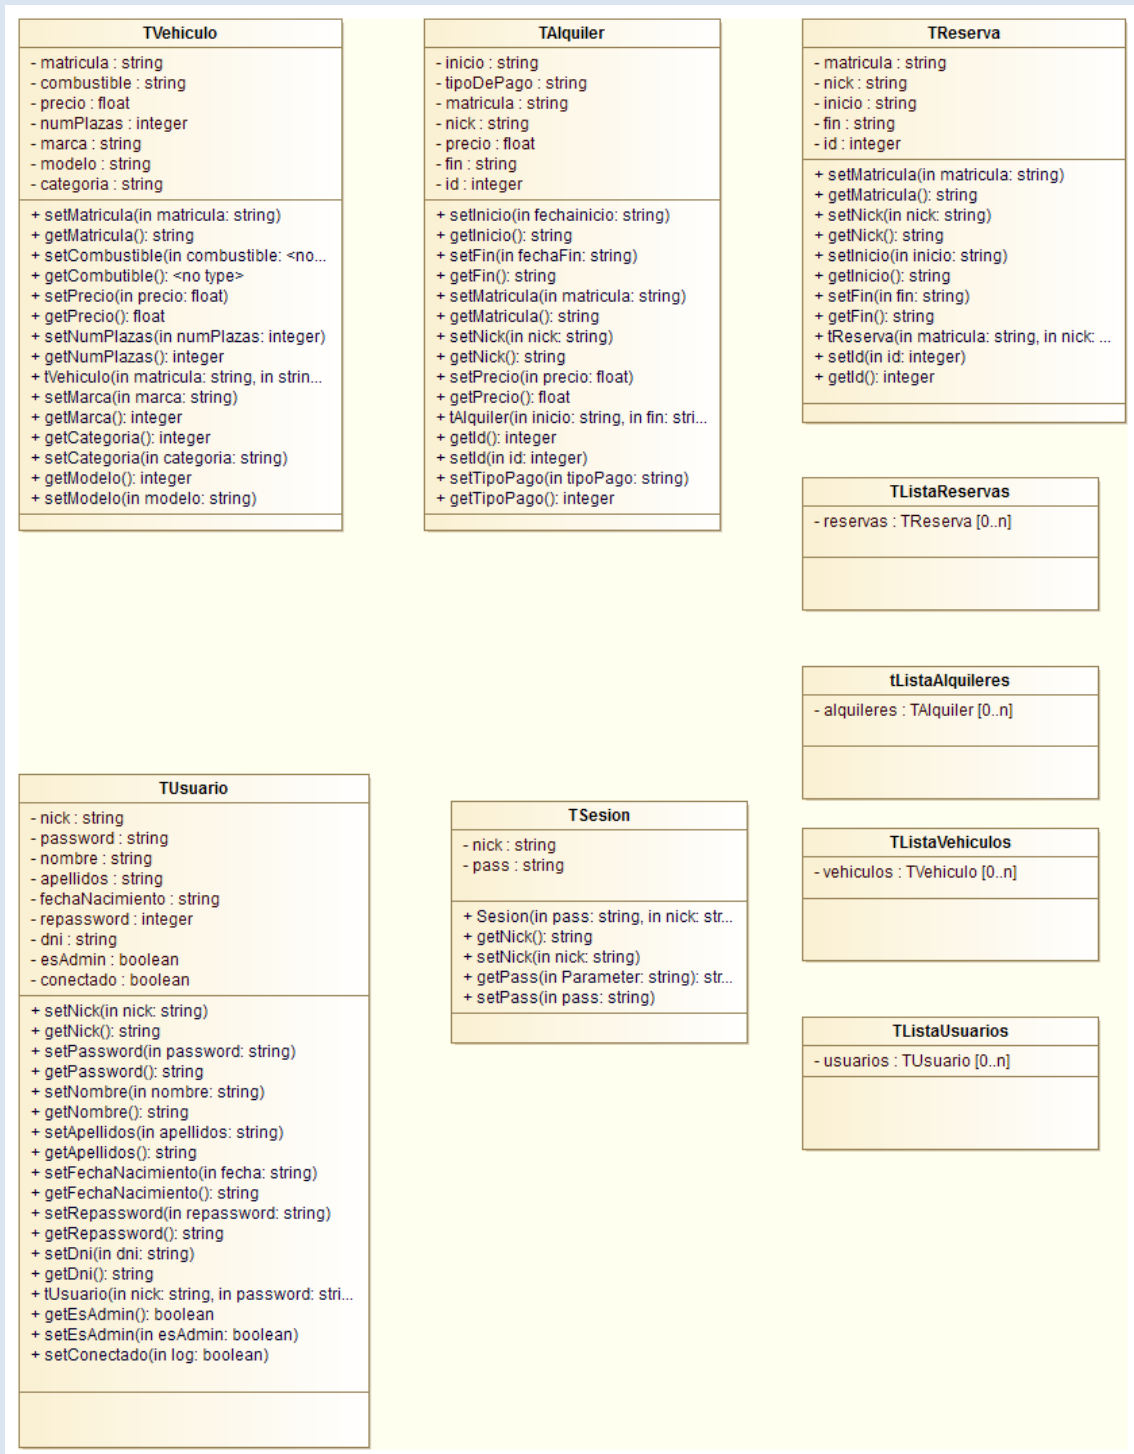 TVehiculo
- matricula : string
- combustible : string
- precio : float
- numPlazas : integer
- marca : string
- modelo : string
- categoria : string
+ setMatricula(in matricula: string)
+ getMatricula(): string
+ setCombustible(in combustible: <no...
+ getCombutible(): <no type>
+ setPrecio(in precio: float)
+ getPrecio(): float
+ setNumPlazas(in numPlazas: integer)
+ getNumPlazas(): integer
+ tVehiculo(in matricula: string, in strin...
+ setMarca(in marca: string)
+ getMarca(): integer
+ getCategoria(): integer
+ setCategoria(in categoria: string)
+ getModelo(): integer
+ setModelo(in modelo: string)
TAlquiler
- inicio : string
- tipoDePago : string
- matricula : string
- nick : string
- precio : float
- fin : string
- id : integer
+ setInicio(in fechainicio: string)
+ getInicio(): string
+ setFin(in fechaFin: string)
+ getFin(): string
+ setMatricula(in matricula: string)
+ getMatricula(): string
+ setNick(in nick: string)
+ getNick(): string
+ setPrecio(in precio: float)
+ getPrecio(): float
+ tAlquiler(in inicio: string, in fin: stri...
+ getId(): integer
+ setId(in id: integer)
+ setTipoPago(in tipoPago: string)
+ getTipoPago(): integer
TReserva
- matricula : string
- nick : string
- inicio : string
- fin : string
- id : integer
+ setMatricula(in matricula: string)
+ getMatricula(): string
+ setNick(in nick: string)
+ getNick(): string
+ setInicio(in inicio: string)
+ getInicio(): string
+ setFin(in fin: string)
+ getFin(): string
+ tReserva(in matricula: string, in nick: ...
+ setId(in id: integer)
+ getId(): integer
TListaReservas
- reservas : TReserva [0..n]
tListaAlquileres
- alquileres : TAlquiler [0..n]
TUsuario
- nick : string
- password : string
- nombre : string
- apellidos : string
- fechaNacimiento : string
- repassword : integer
- dni : string
- esAdmin : boolean
- conectado : boolean
+ setNick(in nick: string)
+ getNick(): string
+ setPassword(in password: string)
+ getPassword(): string
+ setNombre(in nombre: string)
+ getNombre(): string
+ setApellidos(in apellidos: string)
+ getApellidos(): string
+ setFechaNacimiento(in fecha: string)
+ getFechaNacimiento(): string
+ setRepassword(in repassword: string)
+ getRepassword(): string
+ setDni(in dni: string)
+ getDni(): string
+ tUsuario(in nick: string, in password: stri...
+ getEsAdmin(): boolean
+ setEsAdmin(in esAdmin: boolean)
+ setConectado(in log: boolean)
TSesion
- nick : string
- pass : string
+ Sesion(in pass: string, in nick: str...
+ getNick(): string
+ setNick(in nick: string)
+ getPass(in Parameter: string): str...
+ setPass(in pass: string)
TListaVehiculos
- vehiculos : TVehiculo [0..n]
TListaUsuarios
- usuarios : TUsuario [0..n]